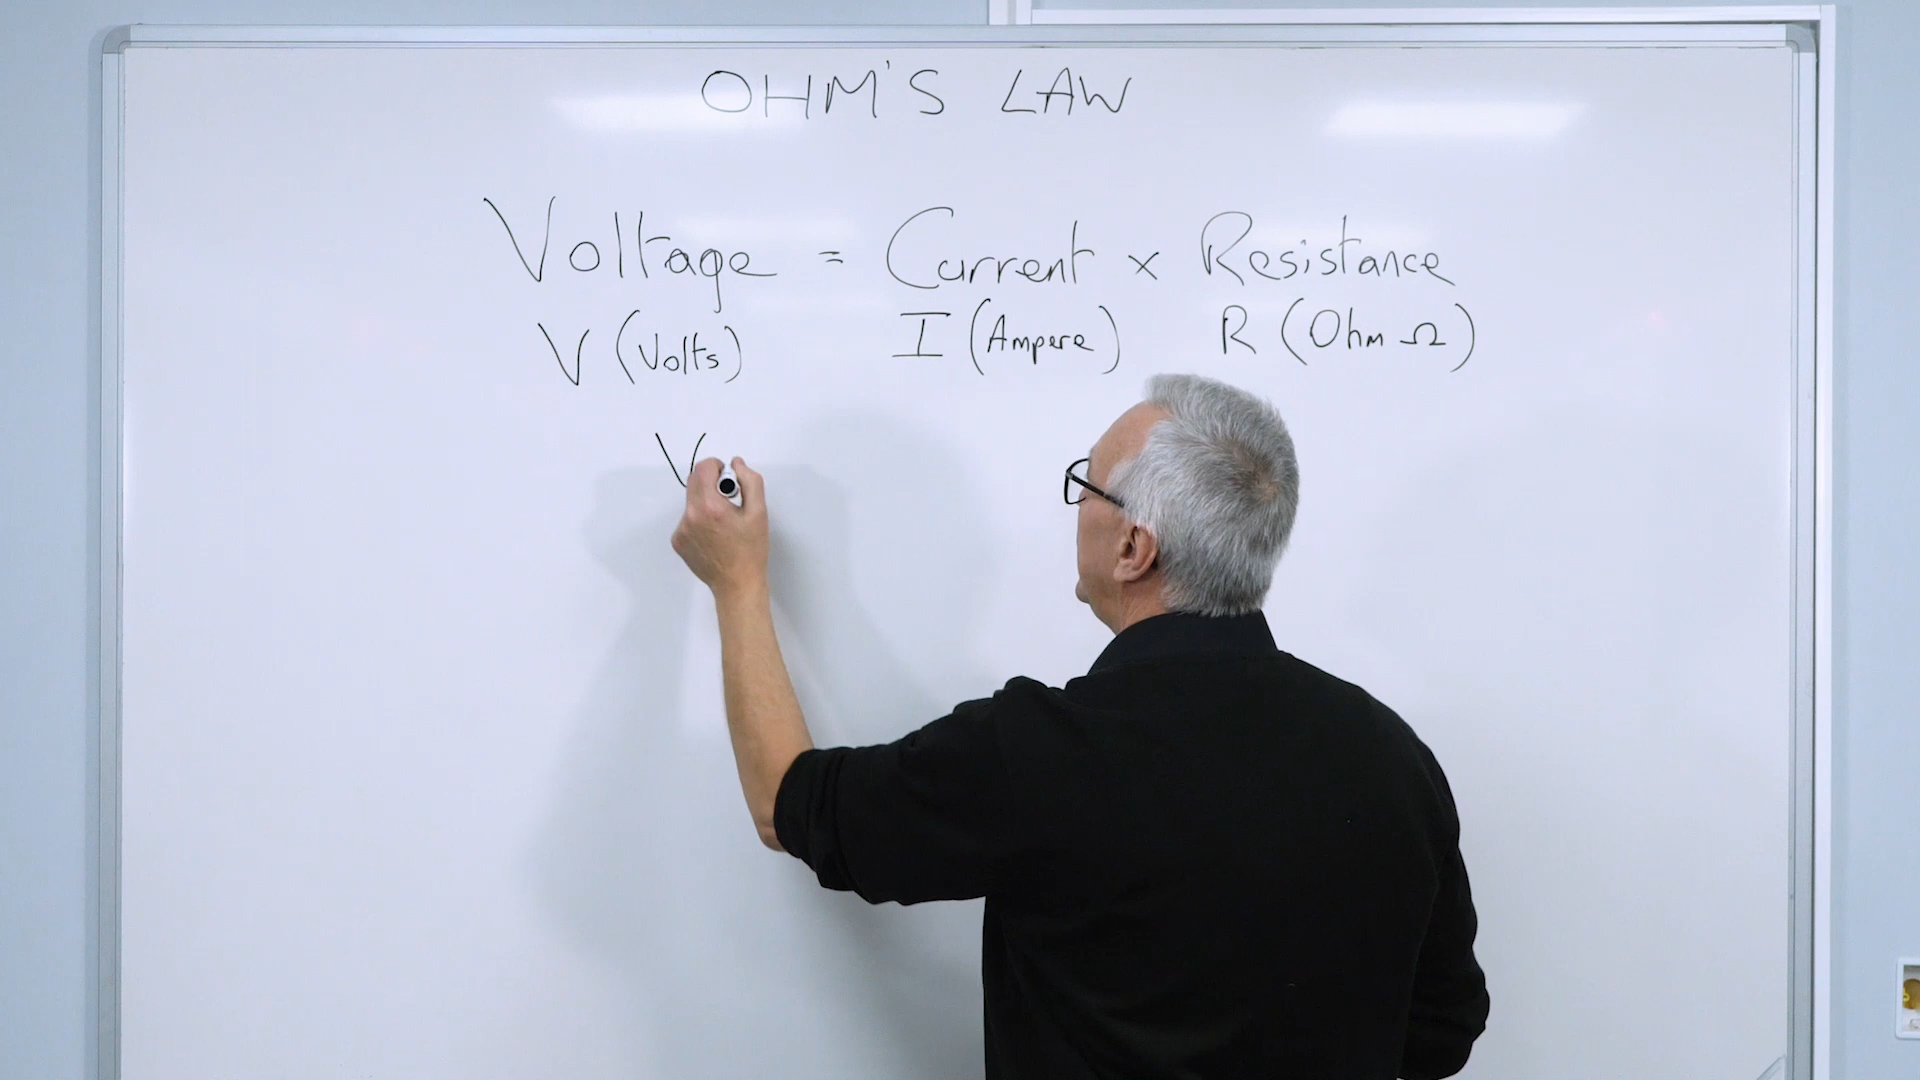 OHM'S LAW
Voltage = Current x Resistance
V (Volts) I (Ampere) R (Ohm Ω)
V